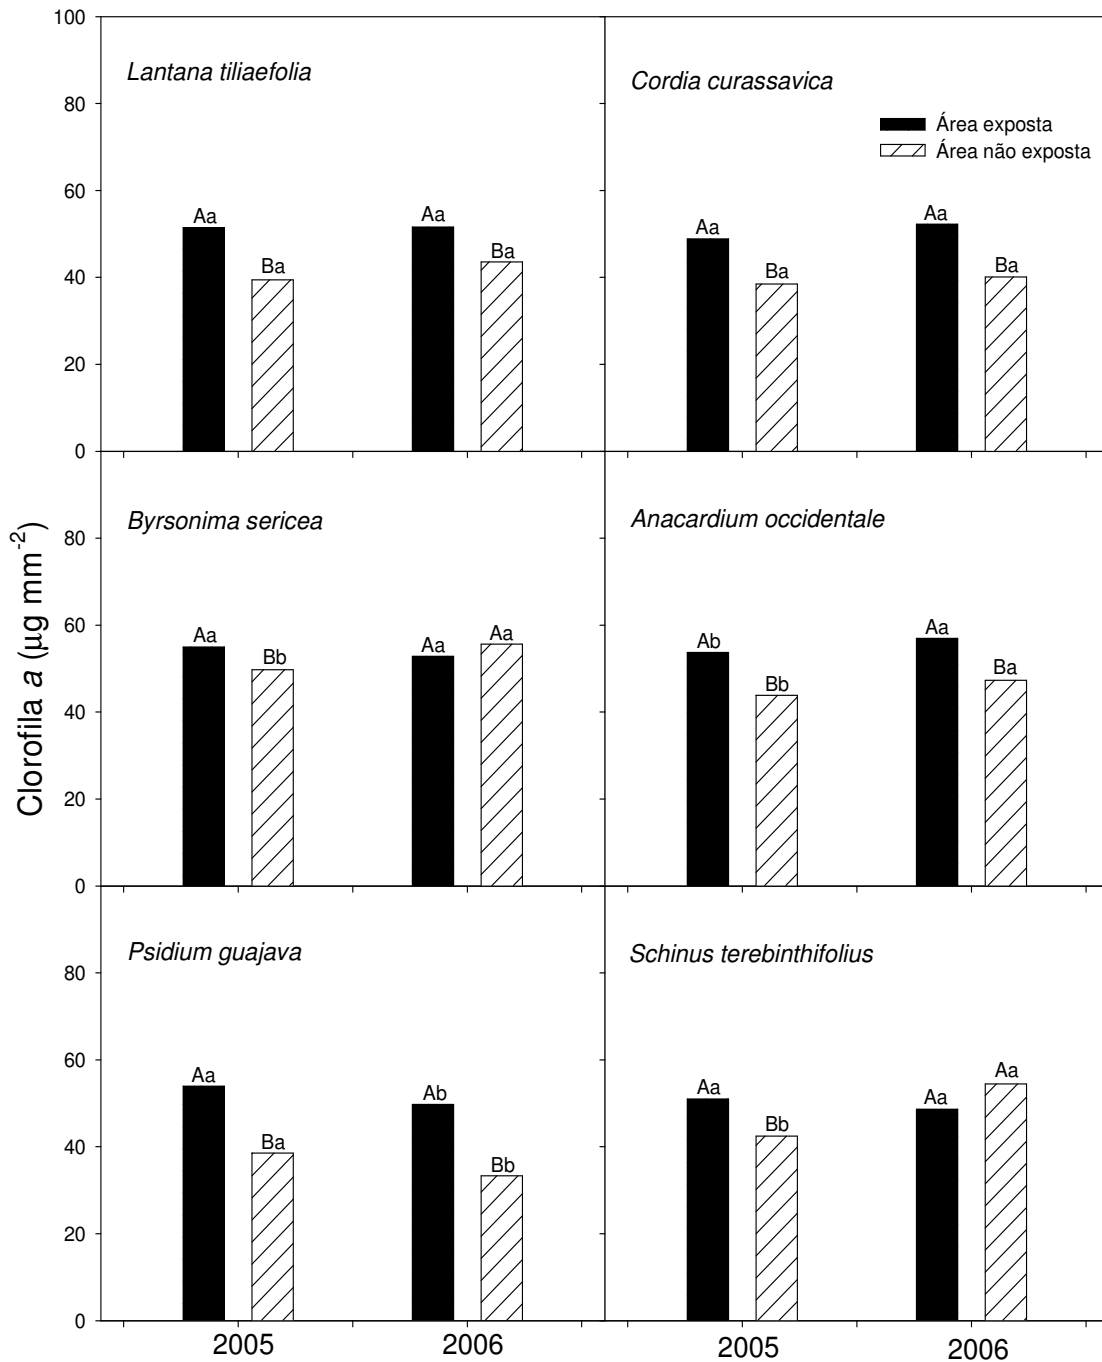 Clorofila a (µg mm-2)
100
80
60
40
20
0
Lantana tiliaefolia
Aa
Ba
Aa
Ba
Cordia curassavica
Área exposta
Área não exposta
Aa
Ba
Aa
Ba
80
60
40
20
0
Byrsonima sericea
Aa
Bb
Aa
Aa
Anacardium occidentale
Ab
Bb
Aa
Ba
80
60
40
20
0
Psidium guajava
Aa
Ba
Ab
Bb
Schinus terebinthifolius
Aa
Bb
Aa
Aa
2005 2006 2005 2006